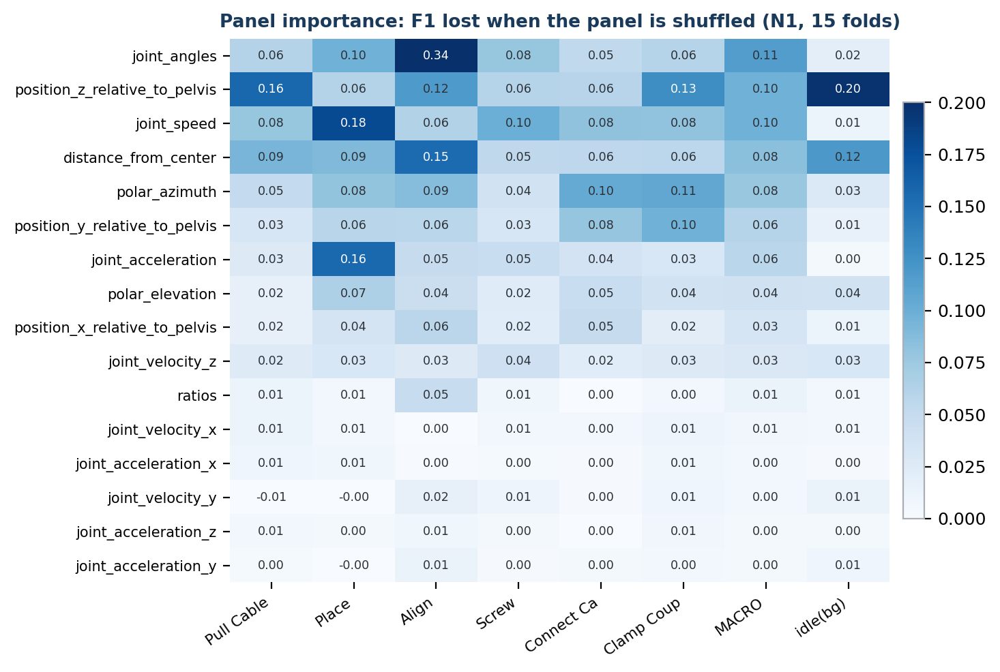 Panel importance: F1 lost when the panel is shuffled (N1, 15 folds)
joint_angles 0.06 0.10 0.34 0.08 0.05 0.06 0.11 0.02
position_z_relative_to_pelvis 0.16 0.06 0.12 0.06 0.06 0.13 0.10 0.20
joint_speed 0.08 0.18 0.06 0.10 0.08 0.08 0.10 0.01
distance_from_center 0.09 0.09 0.15 0.05 0.06 0.06 0.08 0.12
polar_azimuth 0.05 0.08 0.09 0.04 0.10 0.11 0.08 0.03
position_y_relative_to_pelvis 0.03 0.06 0.06 0.03 0.08 0.10 0.06 0.01
joint_acceleration 0.03 0.16 0.05 0.05 0.04 0.03 0.06 0.00
polar_elevation 0.02 0.07 0.04 0.02 0.05 0.04 0.04 0.04
position_x_relative_to_pelvis 0.02 0.04 0.06 0.02 0.05 0.02 0.03 0.01
joint_velocity_z 0.02 0.03 0.03 0.04 0.02 0.03 0.03 0.03
ratios 0.01 0.01 0.05 0.01 0.00 0.00 0.01 0.01
joint_velocity_x 0.01 0.01 0.00 0.01 0.00 0.01 0.01 0.01
joint_acceleration_x 0.01 0.01 0.00 0.00 0.00 0.01 0.00 0.00
joint_velocity_y -0.01 -0.00 0.02 0.01 0.00 0.01 0.00 0.01
joint_acceleration_z 0.01 0.00 0.01 0.00 0.00 0.01 0.00 0.00
joint_acceleration_y 0.00 -0.00 0.01 0.00 0.00 0.00 0.00 0.01
Pull Cable Place Align Screw Connect Ca Clamp Coup MACRO idle(bg)
0.200
0.175
0.150
0.125
0.100
0.075
0.050
0.025
0.000